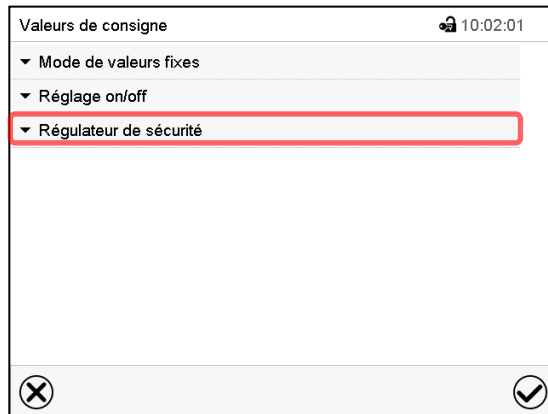 Valeurs de consigne 10:02:01
Mode de valeurs fixes
Réglage on/off
Régulateur de sécurité